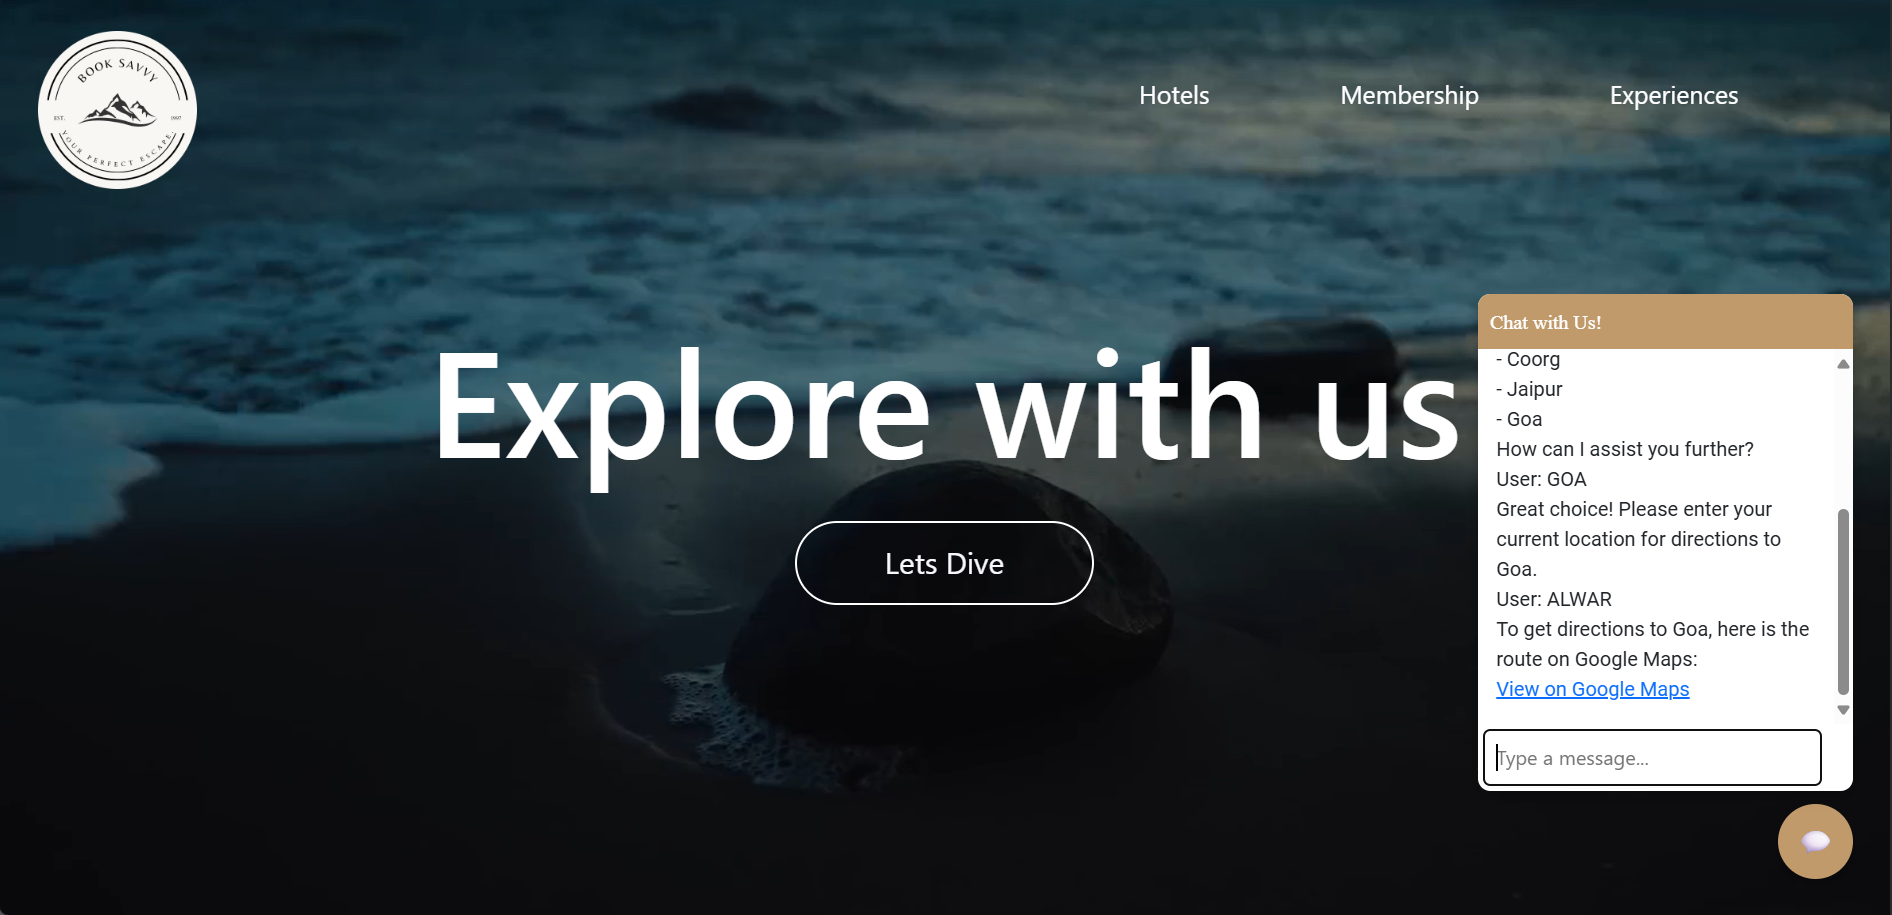 BOOK SAVVY
EST.
1997
YOUR PERFECT ESCAPE.
Hotels
Membership
Experiences
Explore with us
Lets Dive
Chat with Us!
- Coorg
- Jaipur
- Goa
How can I assist you further?
User: GOA
Great choice! Please enter your
current location for directions to
Goa.
User: ALWAR
To get directions to Goa, here is the
route on Google Maps:
View on Google Maps
Type a message...